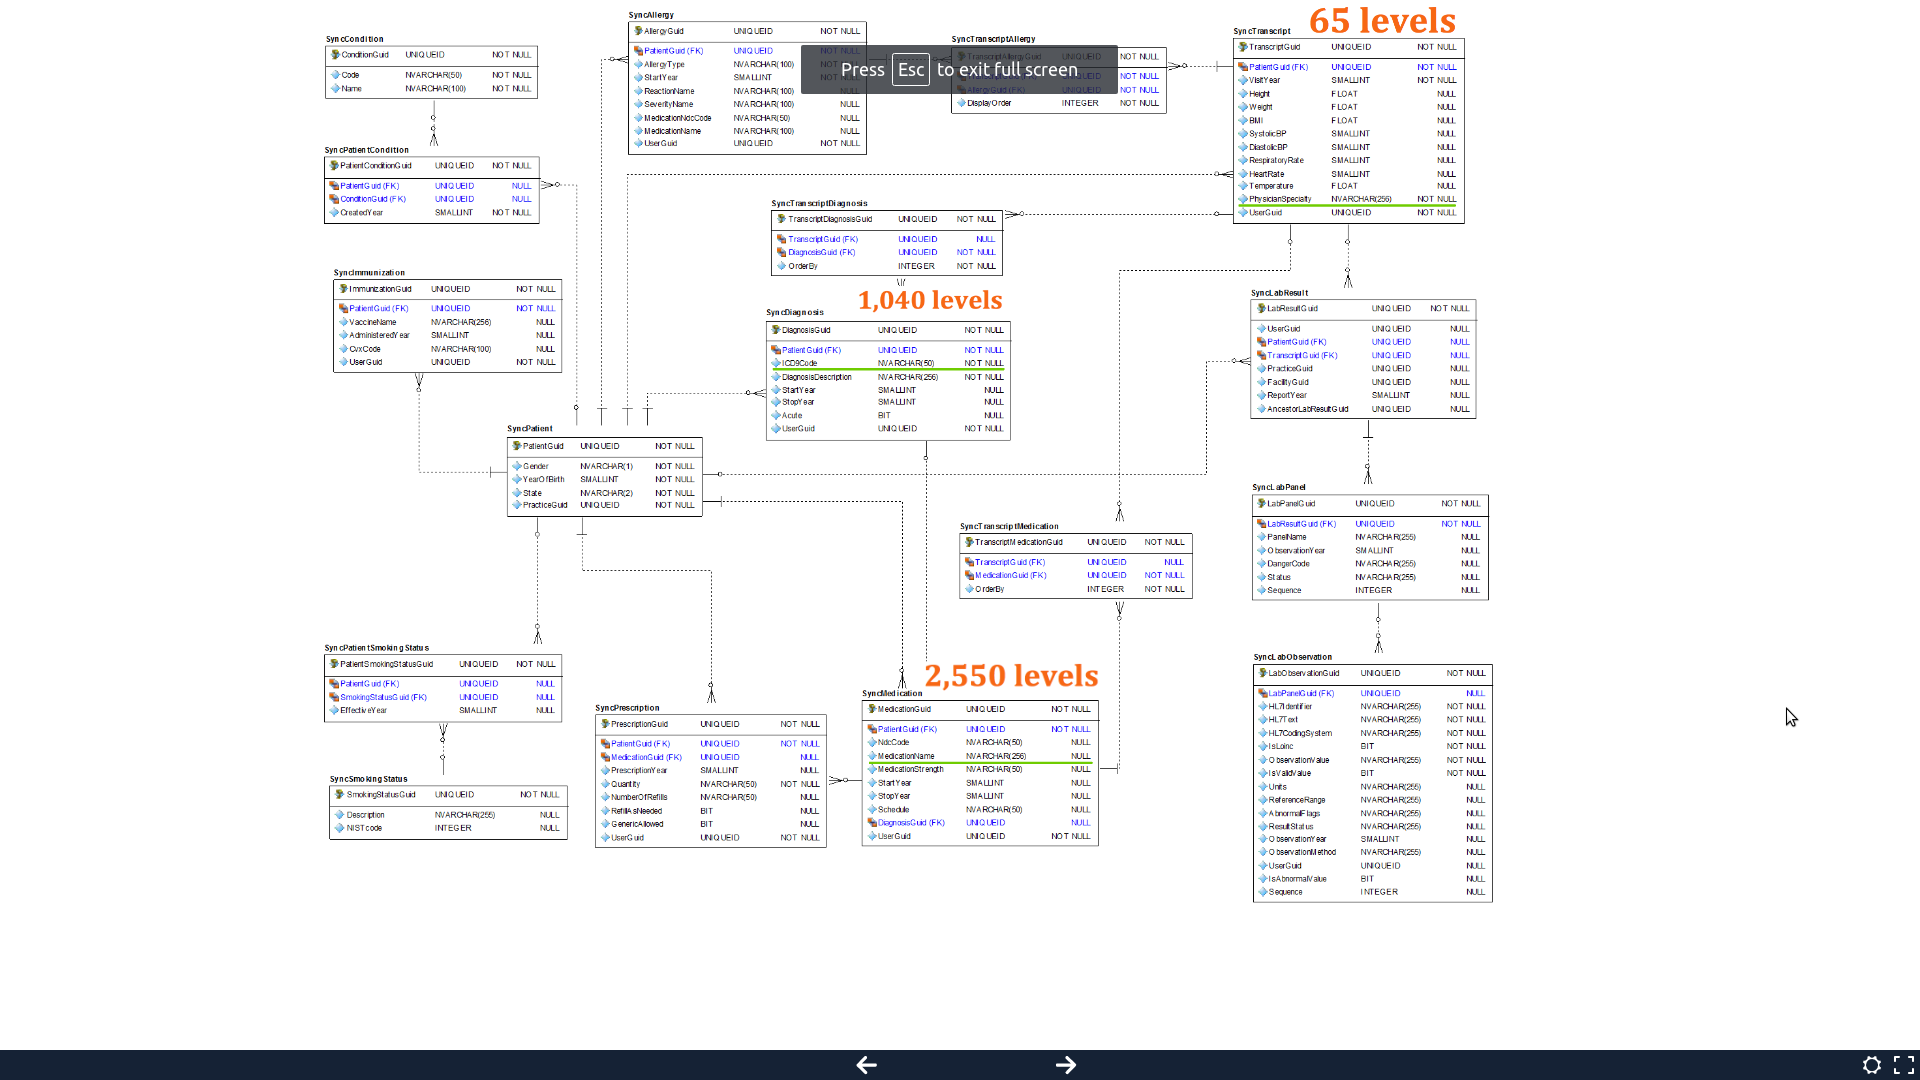 65 levels
SyncTranscript
TranscriptGuid UNIQUEID NOT NULL
PatientGuid (FK) UNIQUEID NOT NULL
VisitYear SMALLINT NOT NULL
Height FLOAT NULL
Weight FLOAT NULL
BMI FLOAT NULL
SystolicBP SMALLINT NULL
DiastolicBP SMALLINT NULL
RespiratoryRate SMALLINT NULL
HeartRate SMALLINT NULL
Temperature FLOAT NULL
PhysicianSpecialty NVARCHAR(256) NOT NULL
UserGuid UNIQUEID NOT NULL
SyncAllergy
AllergyGuid UNIQUEID NOT NULL
PatientGuid (FK) UNIQUEID
AllergyType NVARCHAR(100)
StartYear SMALLINT
ReactionName NVARCHAR(100) NULL
SeverityName NVARCHAR(100) NULL
MedicationNdcCode NVARCHAR(50) NULL
MedicationName NVARCHAR(100) NULL
UserGuid UNIQUEID NOT NULL
SyncTranscriptAllergy
TranscriptAllergyGuid NOT NULL
NOT NULL
AllergyGuid (FK) NOT NULL
DisplayOrder INTEGER NOT NULL
Press Esc to exit full screen
SyncCondition
ConditionGuid UNIQUEID NOT NULL
Code NVARCHAR(50) NOT NULL
Name NVARCHAR(100) NOT NULL
SyncPatientCondition
PatientConditionGuid UNIQUEID NOT NULL
PatientGuid (FK) UNIQUEID NULL
ConditionGuid (FK) UNIQUEID NULL
CreatedYear SMALLINT NOT NULL
SyncTranscriptDiagnosis
TranscriptDiagnosisGuid UNIQUEID NOT NULL
TranscriptGuid (FK) UNIQUEID NULL
DiagnosisGuid (FK) UNIQUEID NOT NULL
OrderBy INTEGER NOT NULL
SyncImmunization
ImmunizationGuid UNIQUEID NOT NULL
PatientGuid (FK) UNIQUEID NOT NULL
VaccineName NVARCHAR(256) NULL
AdministeredYear SMALLINT NULL
CvxCode NVARCHAR(100) NULL
UserGuid UNIQUEID NOT NULL
1,040 levels
SyncDiagnosis
DiagnosisGuid UNIQUEID NOT NULL
PatientGuid (FK) UNIQUEID NOT NULL
ICD9Code NVARCHAR(50) NOT NULL
DiagnosisDescription NVARCHAR(256) NOT NULL
StartYear SMALLINT NULL
StopYear SMALLINT NULL
Acute BIT NULL
UserGuid UNIQUEID NOT NULL
SyncLabResult
LabResultGuid UNIQUEID NOT NULL
UserGuid UNIQUEID NULL
PatientGuid (FK) UNIQUEID NULL
TranscriptGuid (FK) UNIQUEID NULL
PracticeGuid UNIQUEID NULL
FacilityGuid UNIQUEID NULL
ReportYear SMALLINT NULL
AncestorLabResultGuid UNIQUEID NULL
SyncPatient
PatientGuid UNIQUEID NOT NULL
Gender NVARCHAR(1) NOT NULL
YearOfBirth SMALLINT NOT NULL
State NVARCHAR(2) NOT NULL
PracticeGuid UNIQUEID NOT NULL
SyncLabPanel
LabPanelGuid UNIQUEID NOT NULL
LabResultGuid (FK) UNIQUEID NOT NULL
PanelName NVARCHAR(255) NULL
ObservationYear SMALLINT NULL
DangerCode NVARCHAR(255) NULL
Status NVARCHAR(255) NULL
Sequence INTEGER NULL
SyncTranscriptMedication
TranscriptMedicationGuid UNIQUEID NOT NULL
TranscriptGuid (FK) UNIQUEID NULL
MedicationGuid (FK) UNIQUEID NOT NULL
OrderBy INTEGER NOT NULL
SyncPatientSmokingStatus
PatientSmokingStatusGuid UNIQUEID NOT NULL
PatientGuid (FK) UNIQUEID NULL
SmokingStatusGuid (FK) UNIQUEID NULL
EffectiveYear SMALLINT NULL
SyncSmokingStatus
SmokingStatusGuid UNIQUEID NOT NULL
Description NVARCHAR(255) NULL
NISTcode INTEGER NULL
SyncPrescription
PrescriptionGuid UNIQUEID NOT NULL
PatientGuid (FK) UNIQUEID NOT NULL
MedicationGuid (FK) UNIQUEID NULL
PrescriptionYear SMALLINT NULL
Quantity NVARCHAR(50) NOT NULL
NumberOfRefills NVARCHAR(50) NULL
RefillAsNeeded BIT NULL
GenericAllowed BIT NULL
UserGuid UNIQUEID NOT NULL
2,550 levels
SyncMedication
MedicationGuid UNIQUEID NOT NULL
PatientGuid (FK) UNIQUEID NOT NULL
NdcCode NVARCHAR(50) NULL
MedicationName NVARCHAR(256) NULL
MedicationStrength NVARCHAR(50) NULL
StartYear SMALLINT NULL
StopYear SMALLINT NULL
Schedule NVARCHAR(50) NULL
DiagnosisGuid (FK) UNIQUEID NULL
UserGuid UNIQUEID NOT NULL
SyncLabObservation
LabObservationGuid UNIQUEID NOT NULL
LabPanelGuid (FK) UNIQUEID NULL
HL7Identifier NVARCHAR(255) NOT NULL
HL7Text NVARCHAR(255) NOT NULL
HL7CodingSystem NVARCHAR(255) NOT NULL
IsLoinc BIT NOT NULL
ObservationValue NVARCHAR(255) NULL
IsValidValue BIT NOT NULL
Units NVARCHAR(255) NULL
ReferenceRange NVARCHAR(255) NULL
AbnormalFlags NVARCHAR(255) NULL
ResultStatus NVARCHAR(255) NULL
ObservationYear SMALLINT NULL
ObservationMethod NVARCHAR(255) NULL
UserGuid UNIQUEID NULL
IsAbnormalValue BIT NULL
Sequence INTEGER NULL